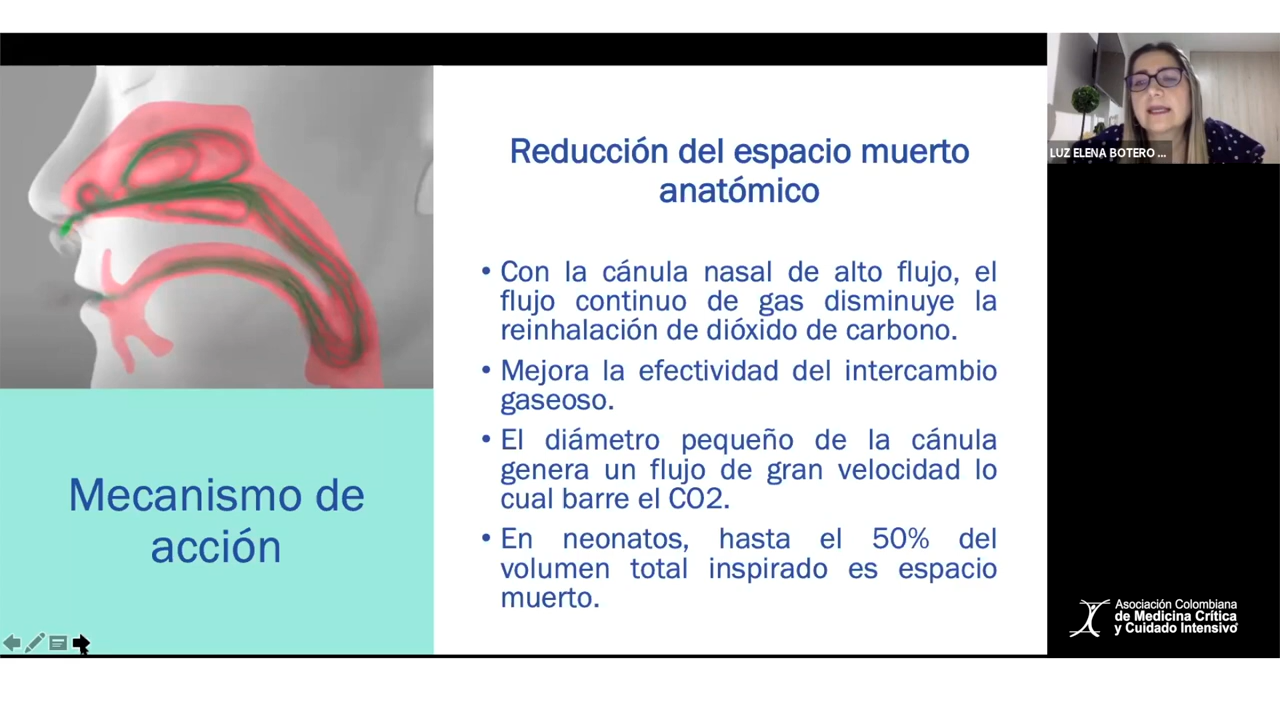 Reducción del espacio muerto
anatómico
• Con la cánula nasal de alto flujo, el
flujo continuo de gas disminuye la
reinhalación de dióxido de carbono.
• Mejora la efectividad del intercambio
gaseoso.
• El diámetro pequeño de la cánula
genera un flujo de gran velocidad lo
cual barre el CO2.
• En neonatos, hasta el 50% del
volumen total inspirado es espacio
muerto.
Mecanismo de
acción
LUZ ELENA BOTERO ...
Asociación Colombiana
de Medicina Crítica
y Cuidado Intensivo